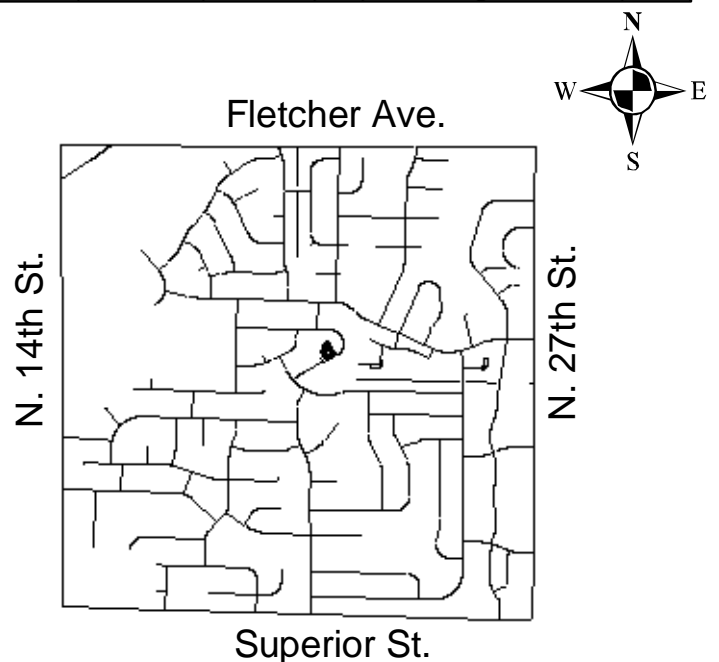 N
W E
S
Fletcher Ave.
N. 14th St.
N. 27th St.
Superior St.